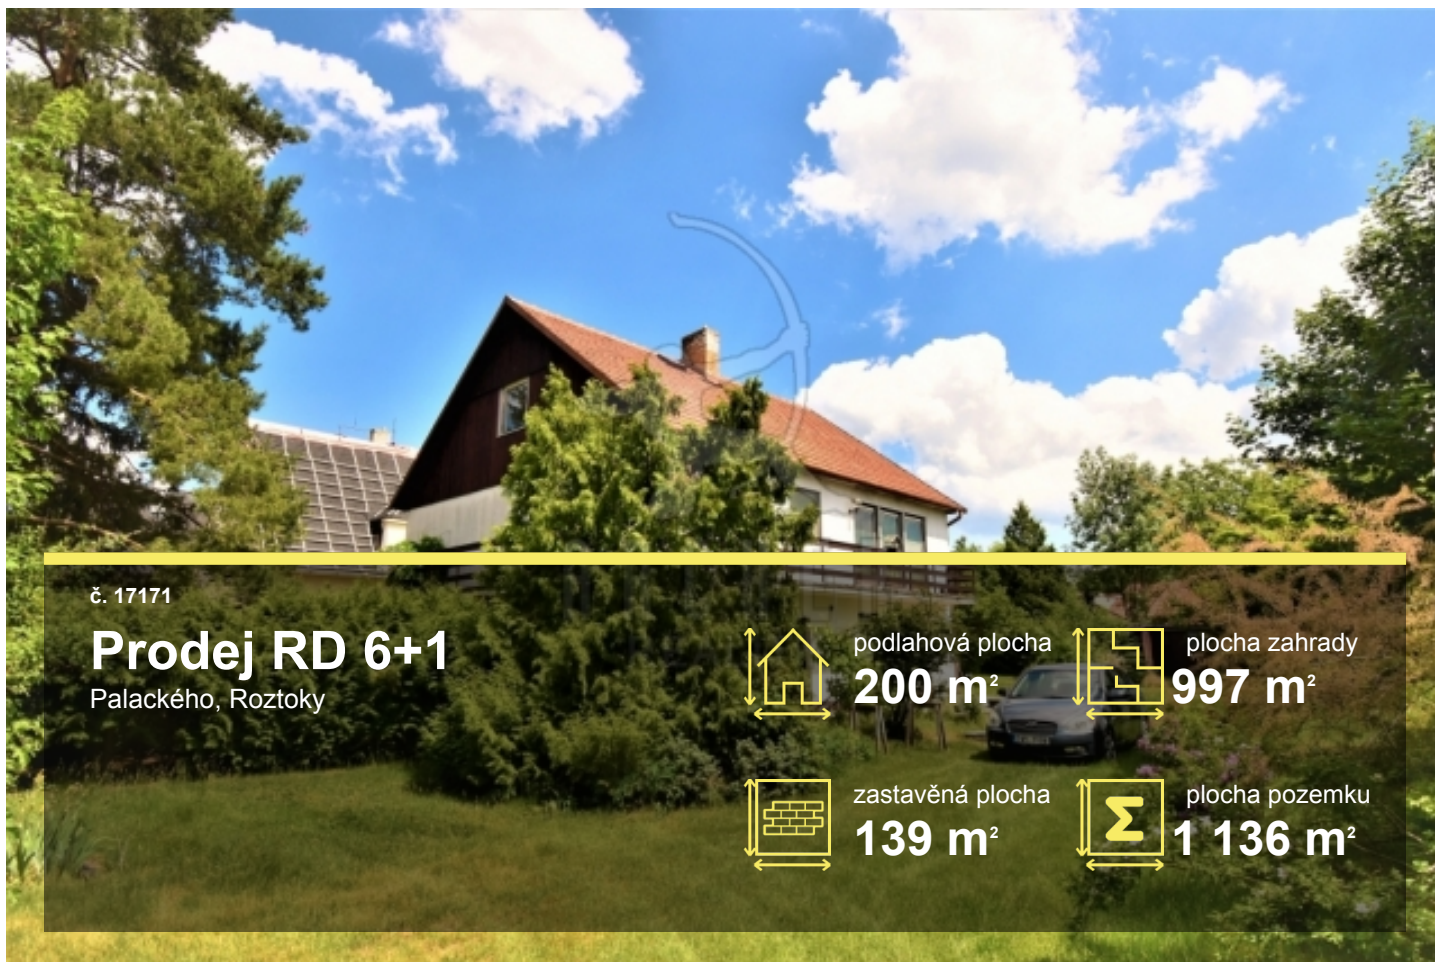 č. 17171
Prodej RD 6+1
Palackého, Roztoky
podlahová plocha
200 m²
plocha zahrady
997 m²
zastavěná plocha
139 m²
plocha pozemku
Σ
1 136 m²